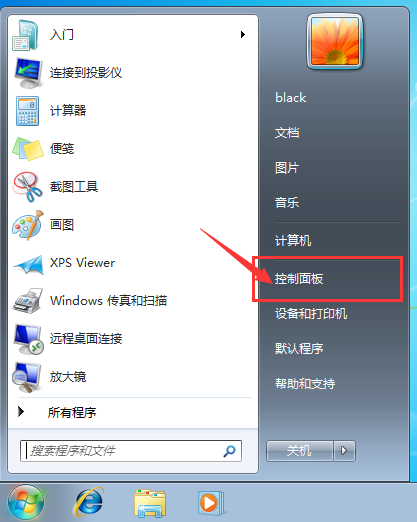 入门
连接到投影仪
计算器
便笺
截图工具
画图
XPS Viewer
Windows 传真和扫描
远程桌面连接
放大镜
所有程序
搜索程序和文件
black
文档
图片
音乐
计算机
控制面板
设备和打印机
默认程序
帮助和支持
关机